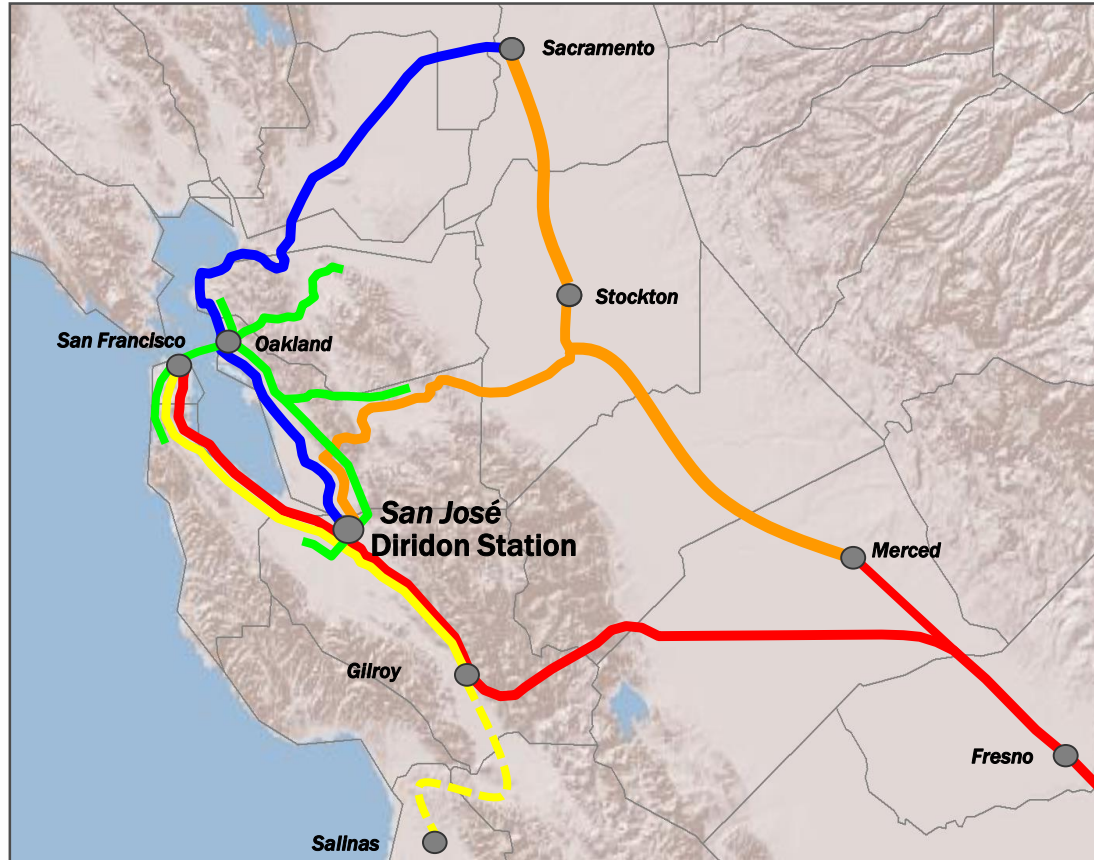 Sacramento
Stockton
San Francisco
Oakland
San José
Diridon Station
Merced
Gilroy
Fresno
Salinas